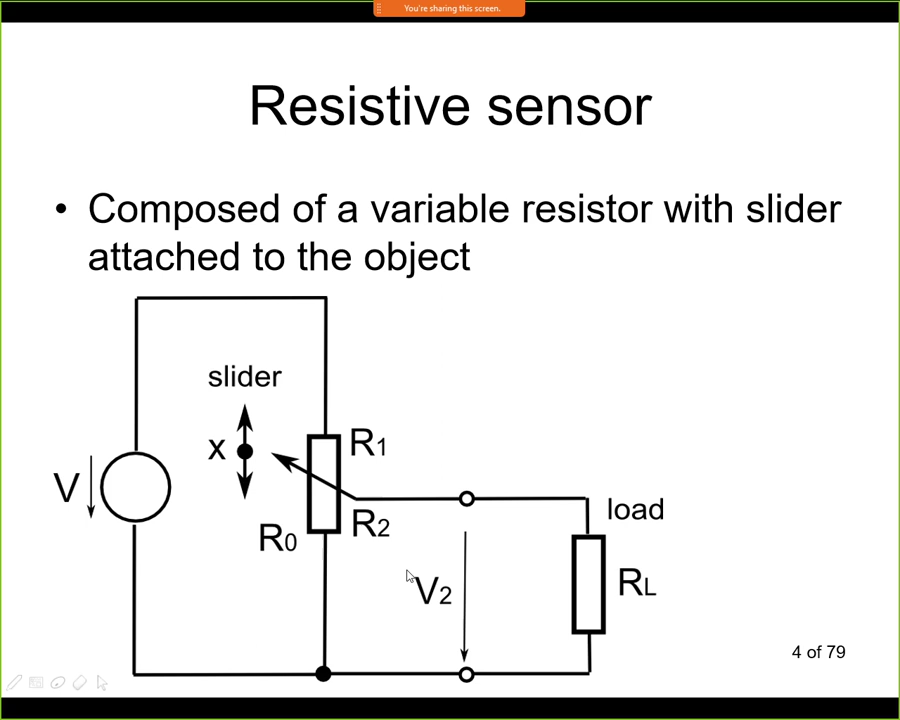 You're sharing this screen.
Resistive sensor
• Composed of a variable resistor with slider
attached to the object
slider
x
R1
V
R0
R2
load
V2
RL
4 of 79